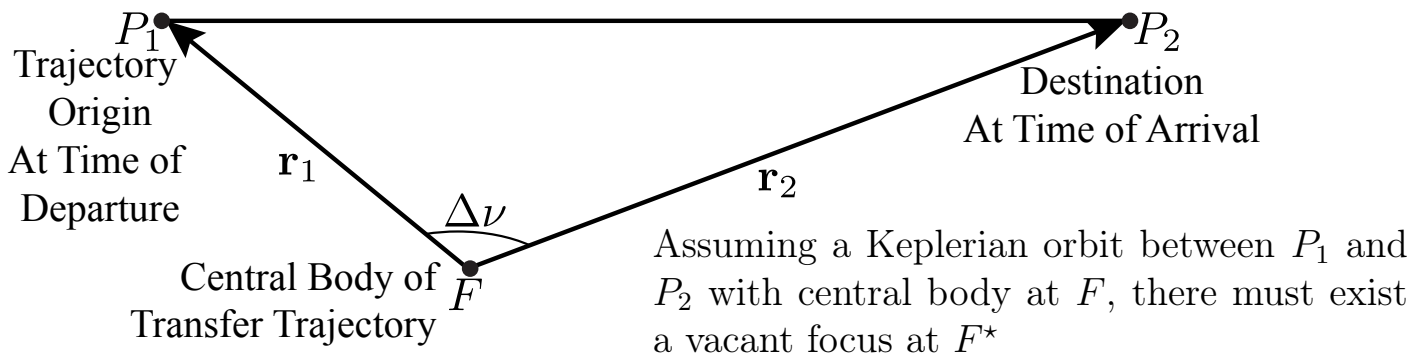 P₁
P₂
Trajectory
Origin
At Time of
Departure
Destination
At Time of Arrival
r₁
r₂
Δν
Central Body of
Transfer Trajectory
F
Assuming a Keplerian orbit between P₁ and
P₂ with central body at F, there must exist
a vacant focus at F⋆